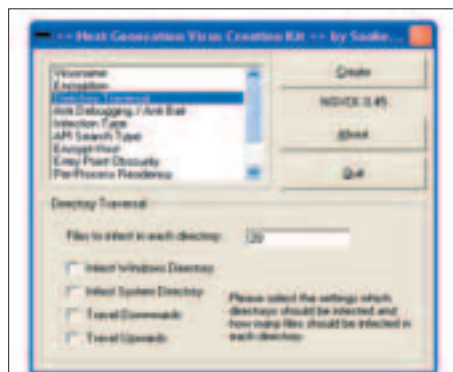 -- Next Generation Virus Creation Kit -- by Snake...
Virusname
Encryption
Directory Traversal
Anti Debugging / Anti Bait
Infection Type
API Search Type
Encrypt Host
Entry Point Obscurity
Per-Process Residency
Create
NGVCK 0.45
About
Quit
Directory Traversal
Files to infect in each directory:
Infect Windows Directory
Infect System Directory
Travel Downwards
Travel Upwards
Please select the settings which
directorys should be infected and
how many files should be infected in
each directory.